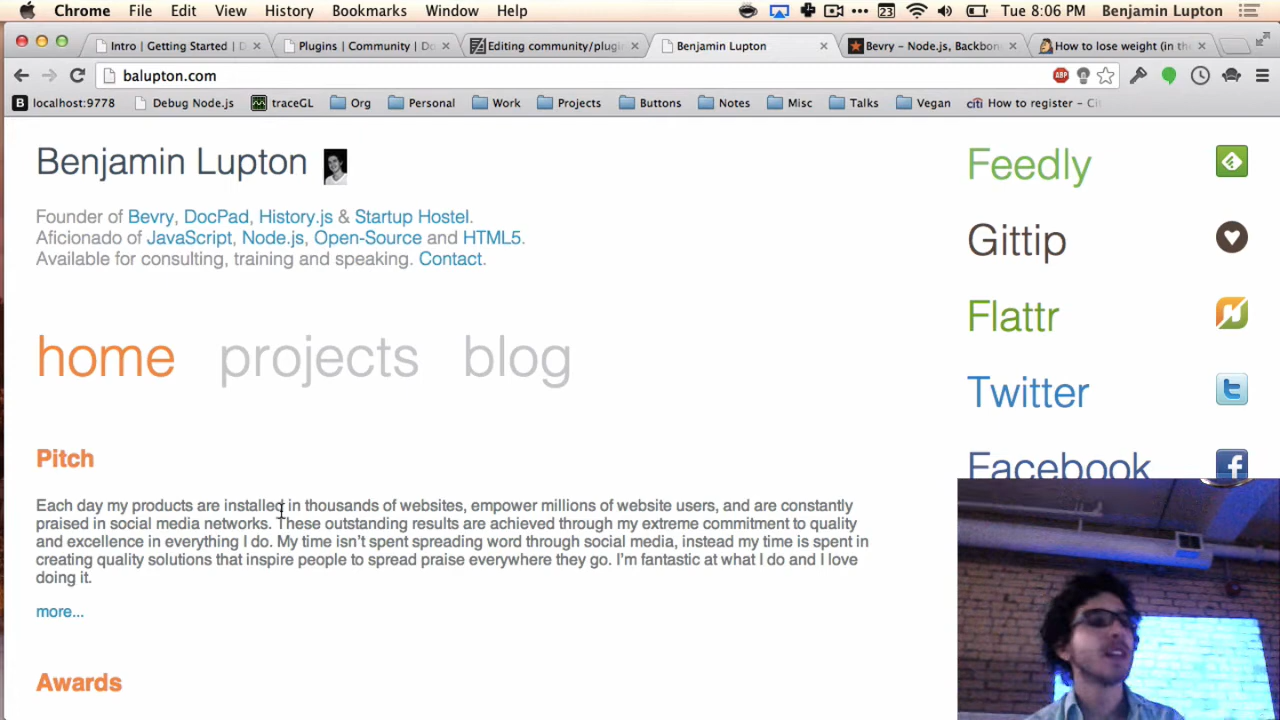 Chrome File Edit View History Bookmarks Window Help
23 Tue 8:06 PM Benjamin Lupton
Intro | Getting Started | D
Plugins | Community | Do
Editing community/plugin
Benjamin Lupton
Bevry – Node.js, Backbon
How to lose weight (in the
balupton.com
ABP
B localhost:9778 Debug Node.js traceGL Org Personal Work Projects Buttons Notes Misc Talks Vegan citi How to register – Ci
Benjamin Lupton
Founder of Bevry, DocPad, History.js & Startup Hostel.
Aficionado of JavaScript, Node.js, Open-Source and HTML5.
Available for consulting, training and speaking. Contact.
home projects blog
Pitch
Each day my products are installed in thousands of websites, empower millions of website users, and are constantly
praised in social media networks. These outstanding results are achieved through my extreme commitment to quality
and excellence in everything I do. My time isn't spent spreading word through social media, instead my time is spent in
creating quality solutions that inspire people to spread praise everywhere they go. I'm fantastic at what I do and I love
doing it.
more...
Awards
Feedly
Gittip
Flattr
Twitter
Facebook